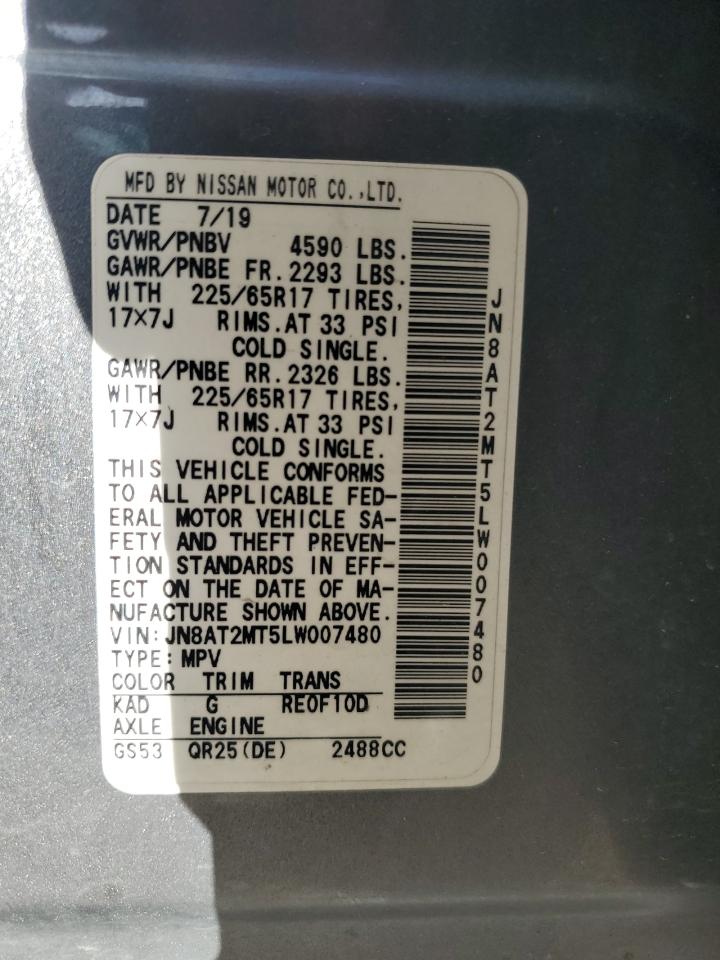 MFD BY NISSAN MOTOR CO.,LTD.
DATE 7/19
GVWR/PNBV 4590 LBS.
GAWR/PNBE FR. 2293 LBS.
WITH 225/65R17 TIRES,
17×7J RIMS. AT 33 PSI
COLD SINGLE.
GAWR/PNBE RR. 2326 LBS.
WITH 225/65R17 TIRES,
17×7J RIMS. AT 33 PSI
COLD SINGLE.
THIS VEHICLE CONFORMS
TO ALL APPLICABLE FED-
ERAL MOTOR VEHICLE SA-
FETY AND THEFT PREVEN-
TION STANDARDS IN EFF-
ECT ON THE DATE OF MA-
NUFACTURE SHOWN ABOVE.
VIN: JN8AT2MT5LW007480
TYPE: MPV
COLOR TRIM TRANS
KAD G RE0F10D
AXLE ENGINE
GS53 QR25(DE) 2488CC
JN8AT2MT5LW007480